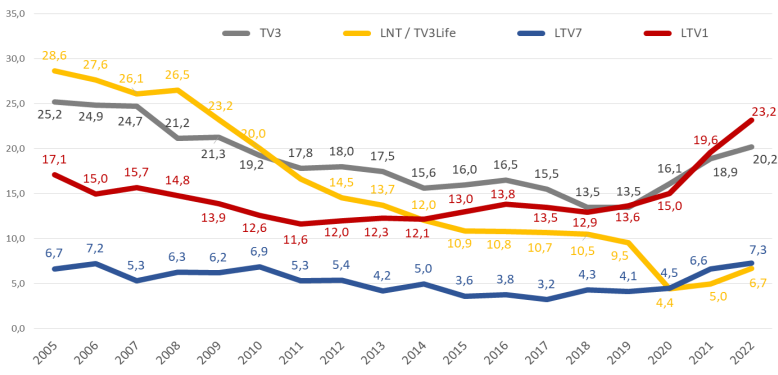 35,0
TV3 LNT / TV3Life LTV7 LTV1
30,0
28,6 27,6 26,1 26,5 23,2 20,0 14,5 13,7 12,0 10,9 10,8 10,7 10,5 9,5 4,4 5,0 6,7
25,0
25,2 24,9 24,7 21,2 21,3 19,2 17,8 18,0 17,5 15,6 16,0 16,5 15,5 13,5 13,5 16,1 18,9 20,2
20,0
17,1 15,0 15,7 14,8 13,9 12,6 11,6 12,0 12,3 12,1 13,0 13,8 13,5 12,9 13,6 15,0 19,6 23,2
15,0
10,0
6,7 7,2 5,3 6,3 6,2 6,9 5,3 5,4 4,2 5,0 3,6 3,8 3,2 4,3 4,1 4,5 6,6 7,3
5,0
0,0
2005 2006 2007 2008 2009 2010 2011 2012 2013 2014 2015 2016 2017 2018 2019 2020 2021 2022